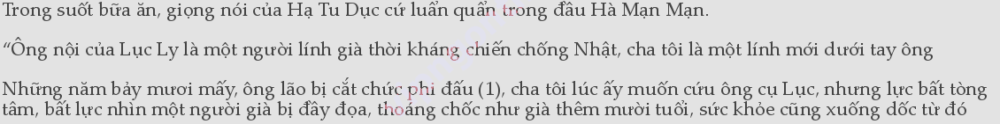 Trong suốt bữa ăn, giọng nói của Hạ Tu Dục cứ luẩn quẩn trong đầu Hà Mạn Mạn.
“Ông nội của Lục Ly là một người lính già thời kháng chiến chống Nhật, cha tôi là một lính mới dưới tay ông
Những năm bảy mươi mấy, ông lão bị cắt chức phi đấu (1), cha tôi lúc ấy muốn cứu ông cụ Lục, nhưng lực bất tòng
tâm, bất lực nhìn một người già bị đầy đọa, thoáng chốc như già thêm mười tuổi, sức khỏe cũng xuống dốc từ đó